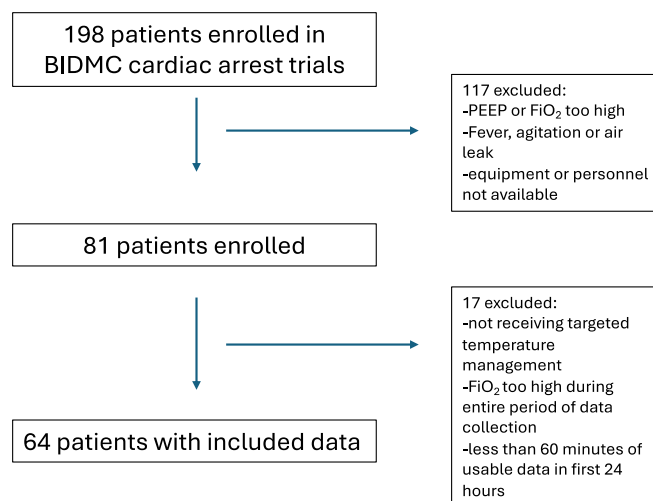 198 patients enrolled in
BIDMC cardiac arrest trials
117 excluded:
-PEEP or FiO₂ too high
-Fever, agitation or air
leak
-equipment or personnel
not available
81 patients enrolled
17 excluded:
-not receiving targeted
temperature
management
-FiO₂ too high during
entire period of data
collection
-less than 60 minutes of
usable data in first 24
hours
64 patients with included data